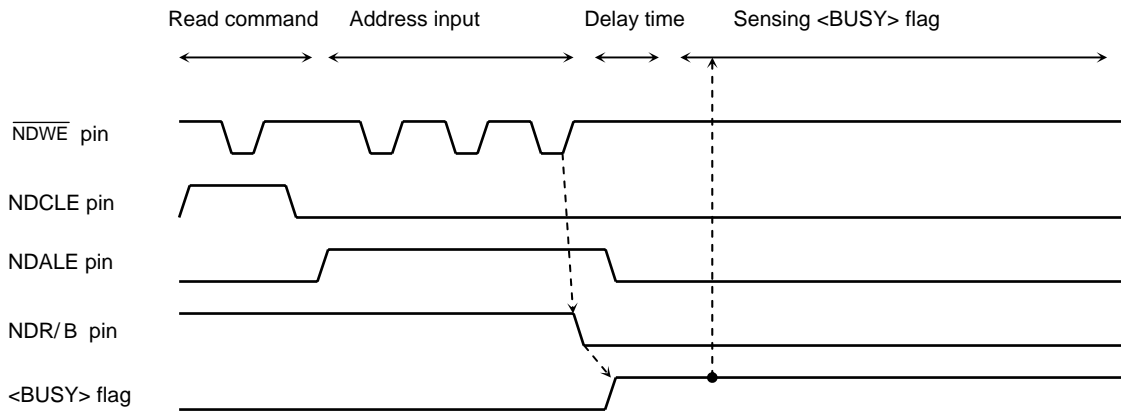 Read command Address input Delay time Sensing <BUSY> flag
NDWE pin
NDCLE pin
NDALE pin
NDR/ B pin
<BUSY> flag